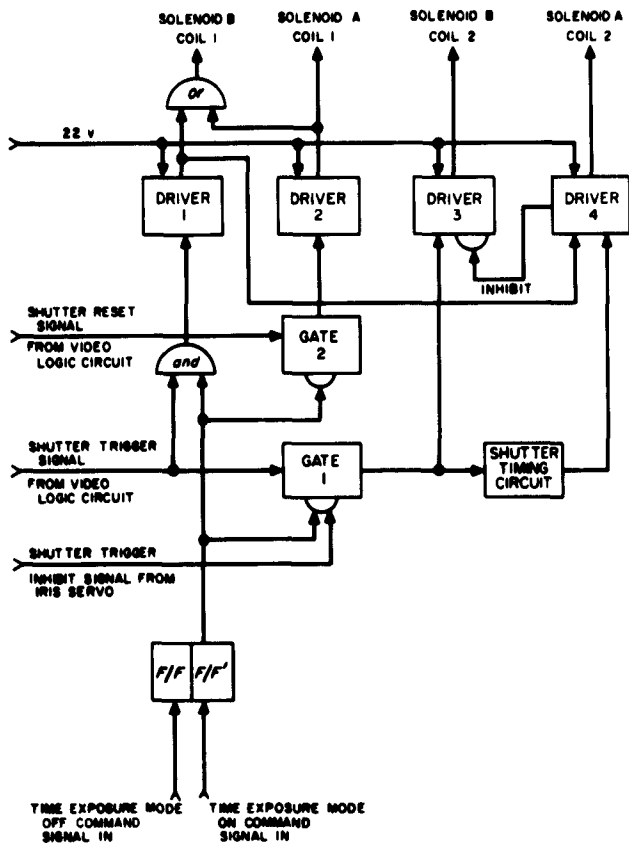 SOLENOID B
COIL 1
SOLENOID A
COIL 1
SOLENOID B
COIL 2
SOLENOID A
COIL 2
or
22 v
DRIVER
1
DRIVER
2
DRIVER
3
DRIVER
4
INHIBIT
SHUTTER RESET
SIGNAL
FROM VIDEO
LOGIC CIRCUIT
and
GATE
2
SHUTTER TRIGGER
SIGNAL
FROM VIDEO
LOGIC CIRCUIT
GATE
1
SHUTTER
TIMING
CIRCUIT
SHUTTER TRIGGER
INHIBIT SIGNAL FROM
IRIS SERVO
F/F
F/F'
TIME EXPOSURE MODE
OFF COMMAND
SIGNAL IN
TIME EXPOSURE MODE
ON COMMAND
SIGNAL IN